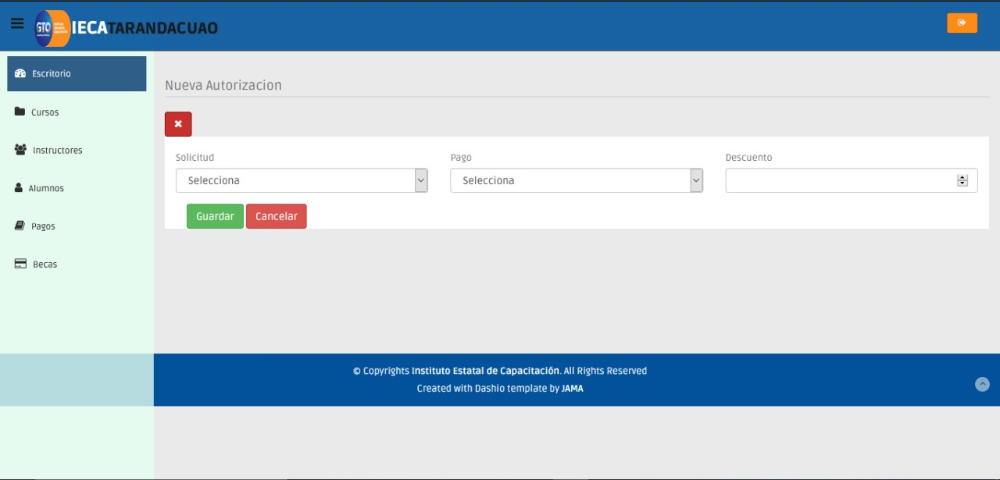 GTO
IECATARANDACUAO
Escritorio
Cursos
Instructores
Alumnos
Pagos
Becas
Nueva Autorizacion
Solicitud
Pago
Descuento
Selecciona
Selecciona
Guardar
Cancelar
© Copyrights Instituto Estatal de Capacitación. All Rights Reserved
Created with Dashio template by JAMA